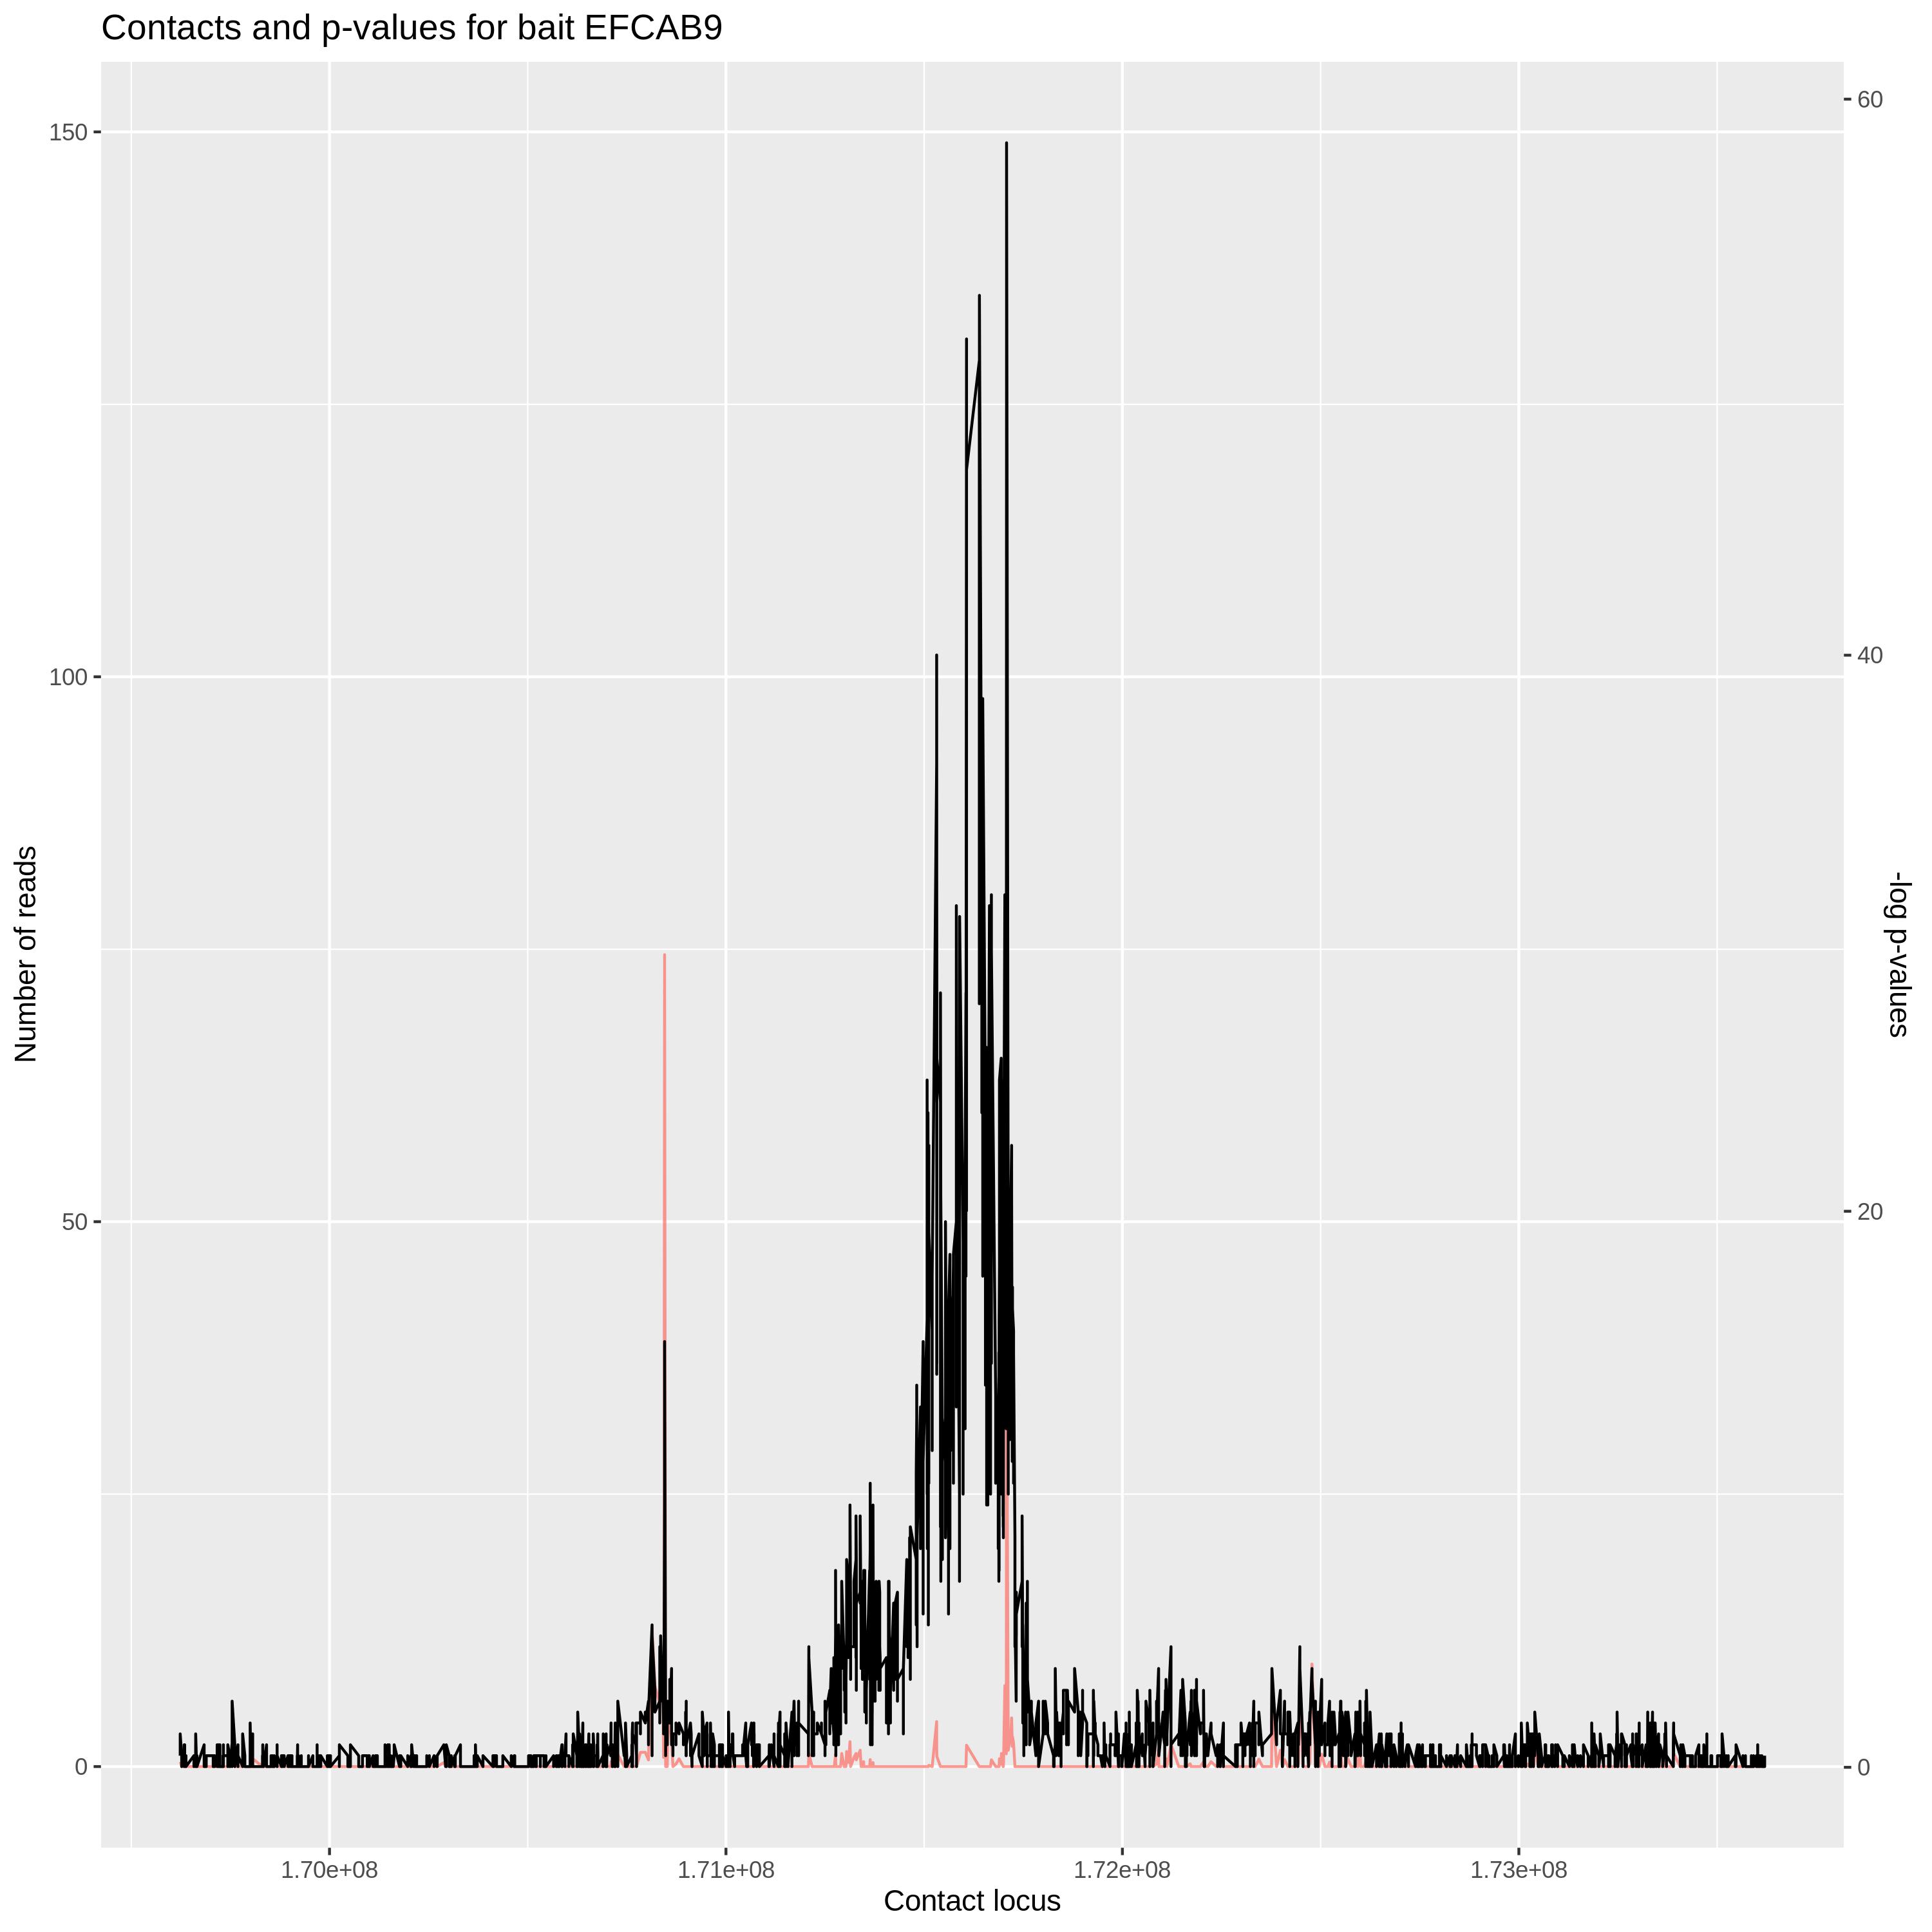 Contacts and p-values for bait EFCAB9
150
100
50
0
Number of reads
60
40
20
0
-log p-values
1.70e+08
1.71e+08
1.72e+08
1.73e+08
Contact locus